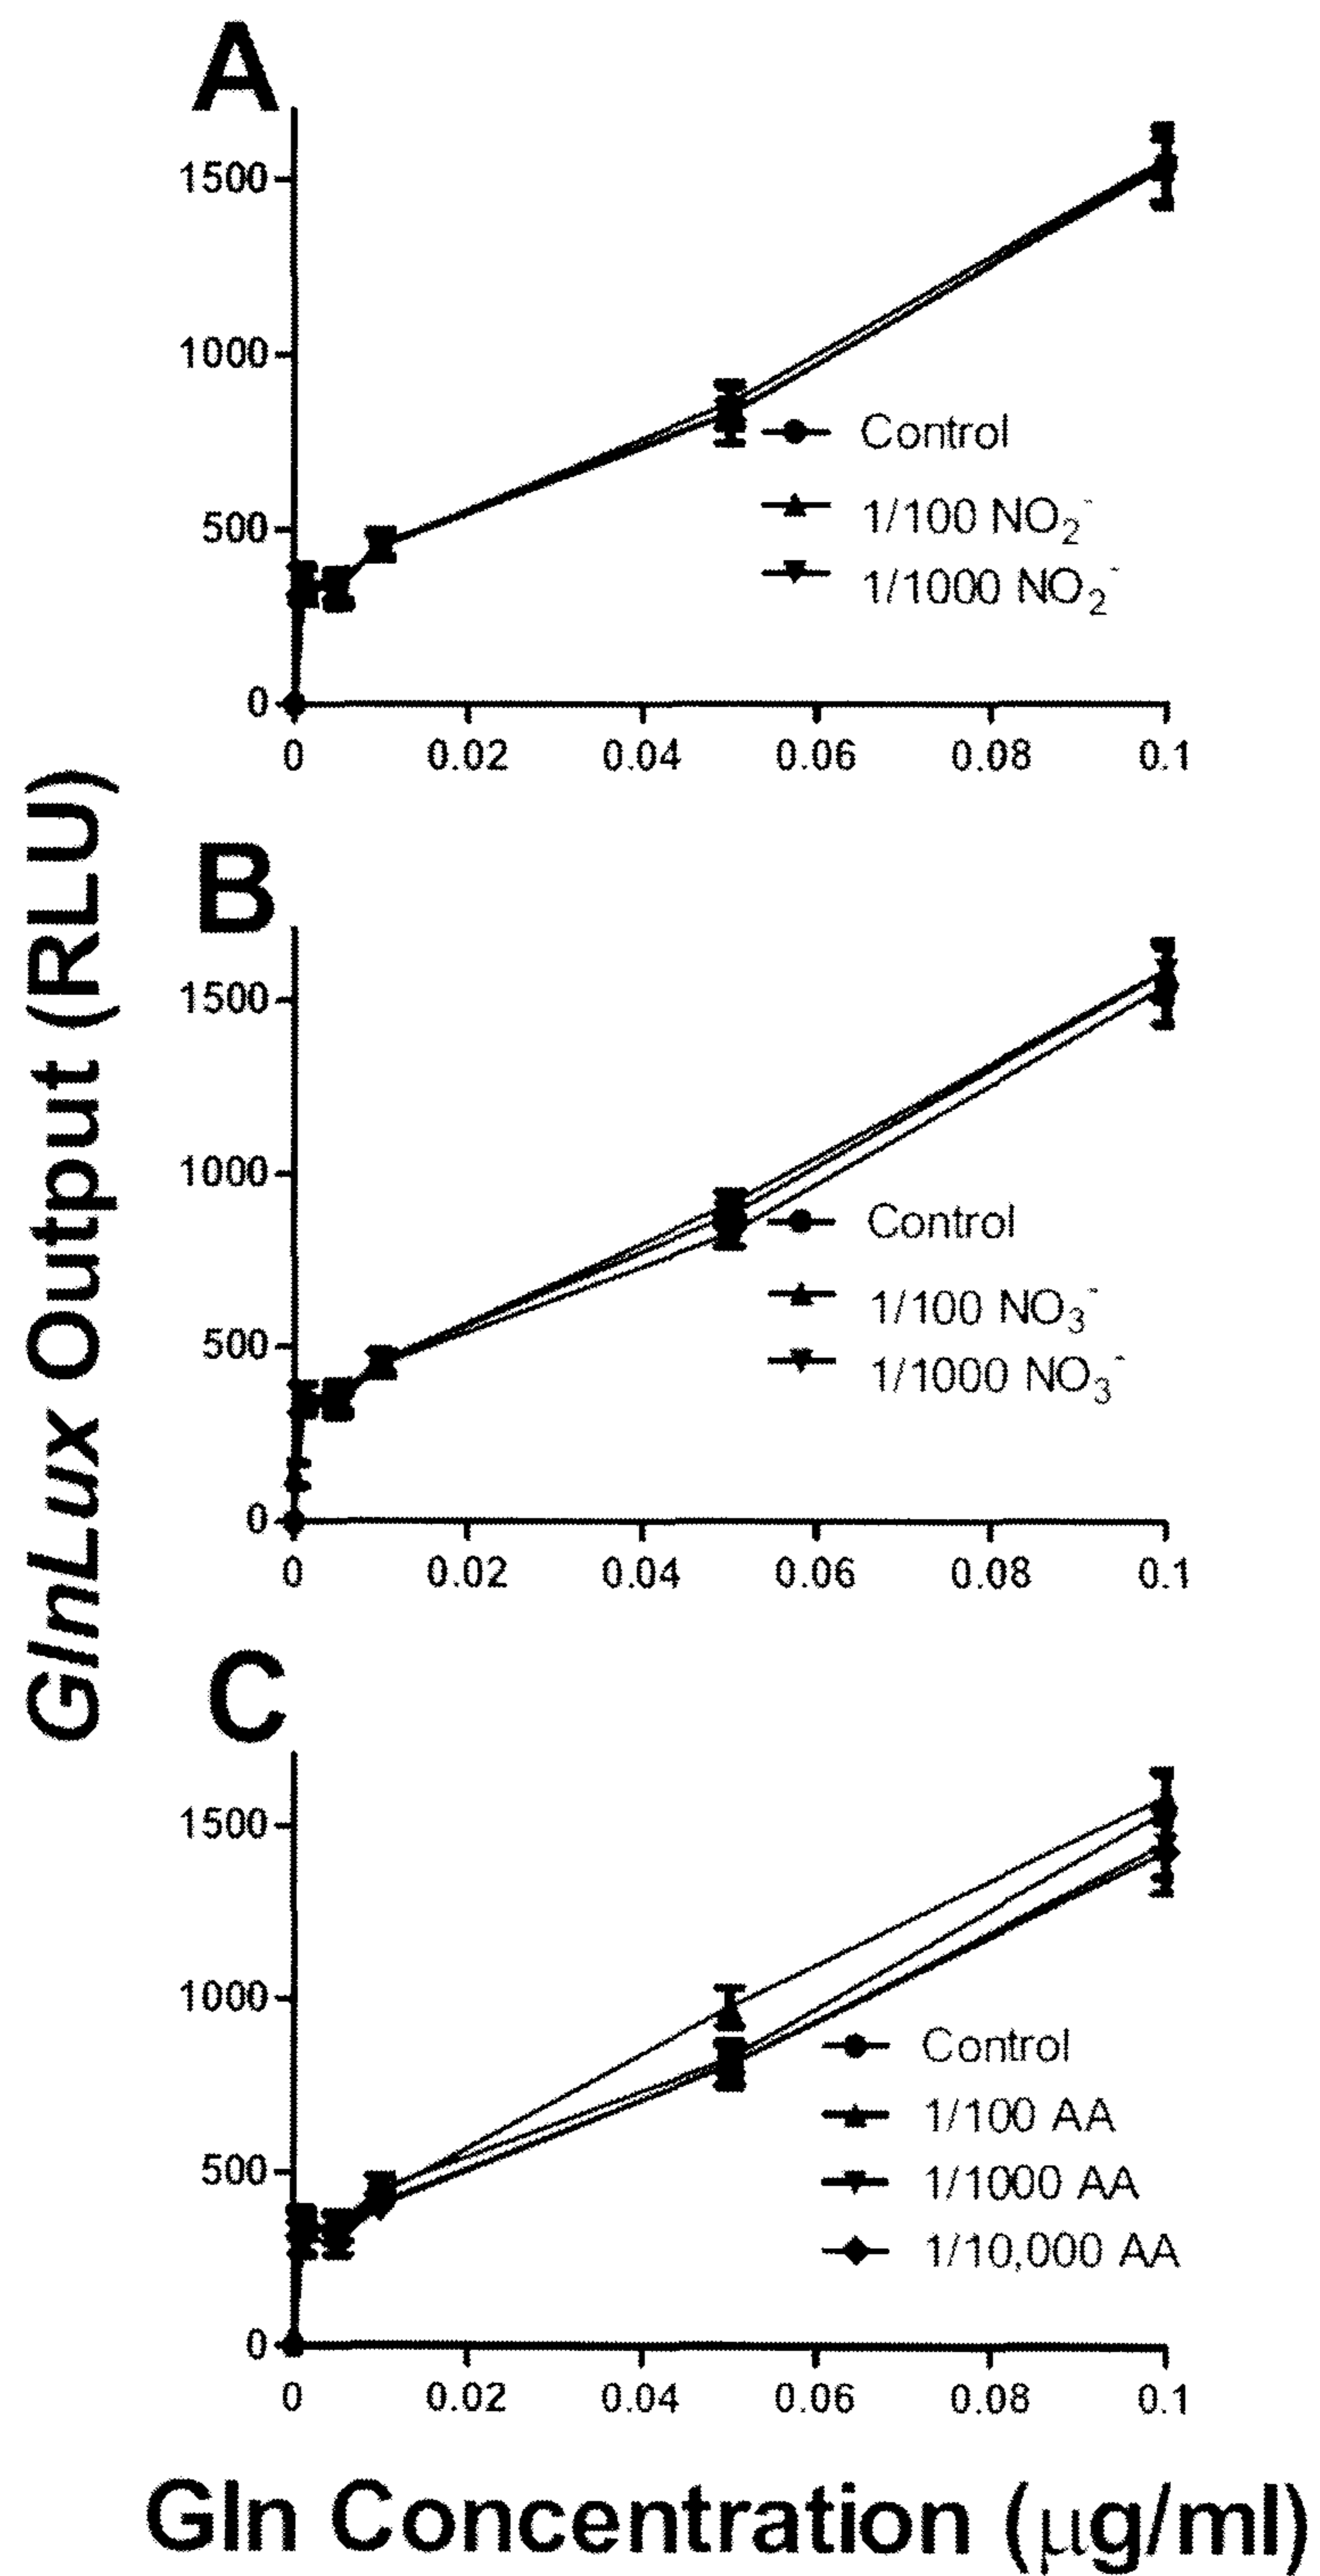 GlnLux Output (RLU)
A
1500
1000
500
0
0 0.02 0.04 0.06 0.08 0.1
Control
1/100 NO₂⁻
1/1000 NO₂⁻
B
1500
1000
500
0
0 0.02 0.04 0.06 0.08 0.1
Control
1/100 NO₃⁻
1/1000 NO₃⁻
C
1500
1000
500
0
0 0.02 0.04 0.06 0.08 0.1
Control
1/100 AA
1/1000 AA
1/10,000 AA
Gln Concentration (μg/ml)